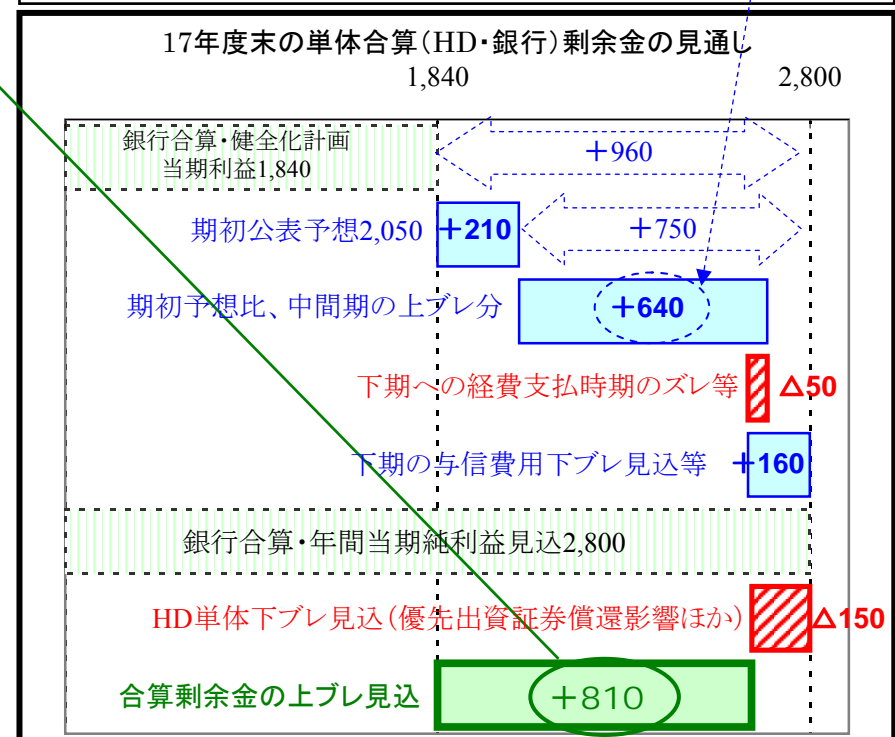 17年度末の単体合算(HD・銀行)剰余金の見通し
1,840 2,800
銀行合算・健全化計画
当期利益1,840
+960
期初公表予想2,050 +210 +750
期初予想比、中間期の上ブレ分 +640
下期への経費支払時期のズレ等 △50
下期の与信費用下ブレ見込等 +160
銀行合算・年間当期純利益見込2,800
HD単体下ブレ見込(優先出資証券償還影響ほか) △150
合算剰余金の上ブレ見込 +810